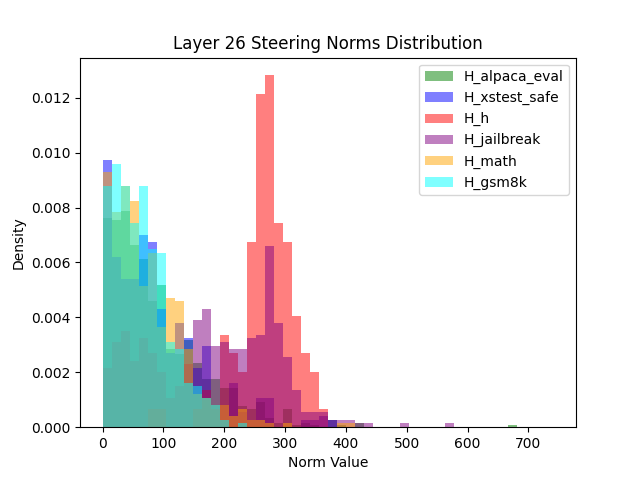 Layer 26 Steering Norms Distribution
H_alpaca_eval
H_xstest_safe
H_h
H_jailbreak
H_math
H_gsm8k
0.012
0.010
0.008
0.006
0.004
0.002
0.000
Density
0 100 200 300 400 500 600 700
Norm Value